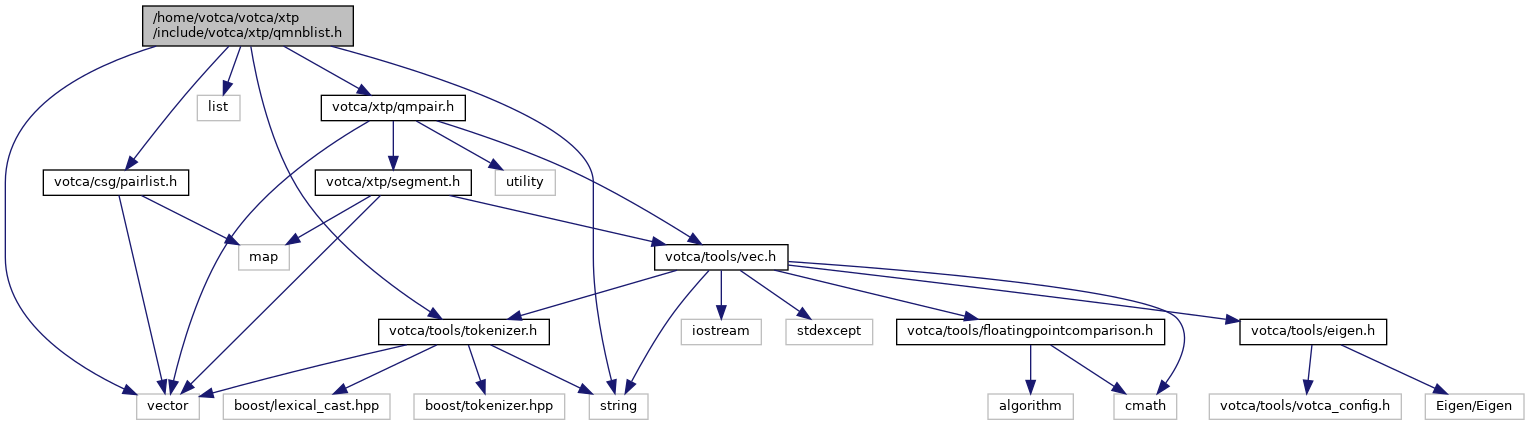 /home/votca/votca/xtp
/include/votca/xtp/qmnblist.h
list
votca/xtp/qmpair.h
votca/csg/pairlist.h
votca/xtp/segment.h
utility
map
votca/tools/vec.h
votca/tools/tokenizer.h
iostream
stdexcept
votca/tools/floatingpointcomparison.h
votca/tools/eigen.h
vector
boost/lexical_cast.hpp
boost/tokenizer.hpp
string
algorithm
cmath
votca/tools/votca_config.h
Eigen/Eigen